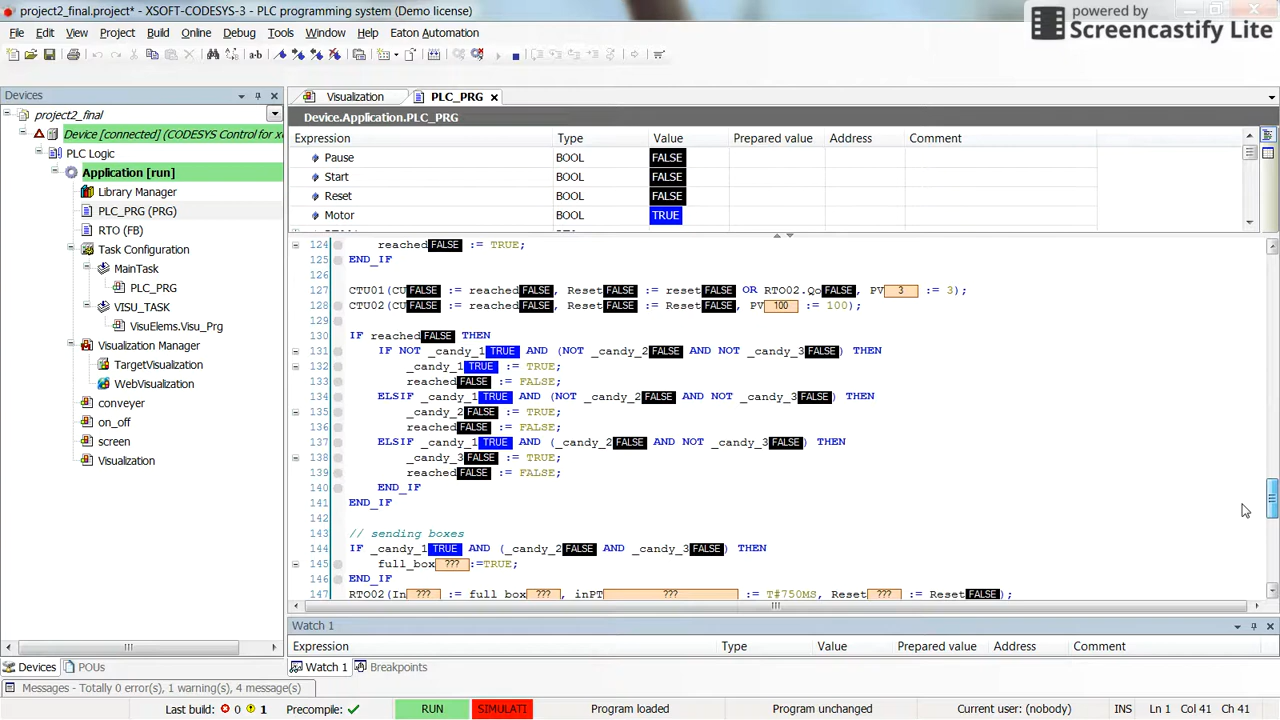 project2_final.project* - XSOFT-CODESYS-3 - PLC programming system (Demo license)
powered by
Screencastify Lite
File Edit View Project Build Online Debug Tools Window Help Eaton Automation
Devices
Visualization PLC_PRG
project2_final
Device.Application.PLC_PRG
Device [connected] (CODESYS Control for
Expression Type Value Prepared value Address Comment
PLC Logic
Pause BOOL FALSE
Application [run]
Start BOOL FALSE
Library Manager
Reset BOOL FALSE
PLC_PRG (PRG)
Motor BOOL TRUE
RTO (FB)
Task Configuration
MainTask
PLC_PRG
VISU_TASK
VisuElems.Visu_Prg
Visualization Manager
TargetVisualization
WebVisualization
conveyer
on_off
screen
Visualization
124 reached FALSE := TRUE;
125 END_IF
126
127 CTU01(CU FALSE := reached FALSE, Reset FALSE := reset FALSE OR RTO02.Qo FALSE, PV 3 := 3);
128 CTU02(CU FALSE := reached FALSE, Reset FALSE := Reset FALSE, PV 100 := 100);
129
130 IF reached FALSE THEN
131 IF NOT _candy_1 TRUE AND (NOT _candy_2 FALSE AND NOT _candy_3 FALSE) THEN
132 _candy_1 TRUE := TRUE;
133 reached FALSE := FALSE;
134 ELSIF _candy_1 TRUE AND (NOT _candy_2 FALSE AND NOT _candy_3 FALSE) THEN
135 _candy_2 FALSE := TRUE;
136 reached FALSE := FALSE;
137 ELSIF _candy_1 TRUE AND (_candy_2 FALSE AND NOT _candy_3 FALSE) THEN
138 _candy_3 FALSE := TRUE;
139 reached FALSE := FALSE;
140 END_IF
141 END_IF
142
143 // sending boxes
144 IF _candy_1 TRUE AND (_candy_2 FALSE AND _candy_3 FALSE) THEN
145 full_box ??? :=TRUE;
146 END_IF
147 RTO02(In ??? := full_box ???, inPT ??? := T#750MS, Reset ??? := Reset FALSE);
Watch 1
Expression Type Value Prepared value Address Comment
Devices POUs
Watch 1 Breakpoints
Messages - Totally 0 error(s), 1 warning(s), 4 message(s)
Last build: 0 1 Precompile: RUN SIMULATI Program loaded Program unchanged Current user: (nobody) INS Ln 1 Col 1 Ch 41